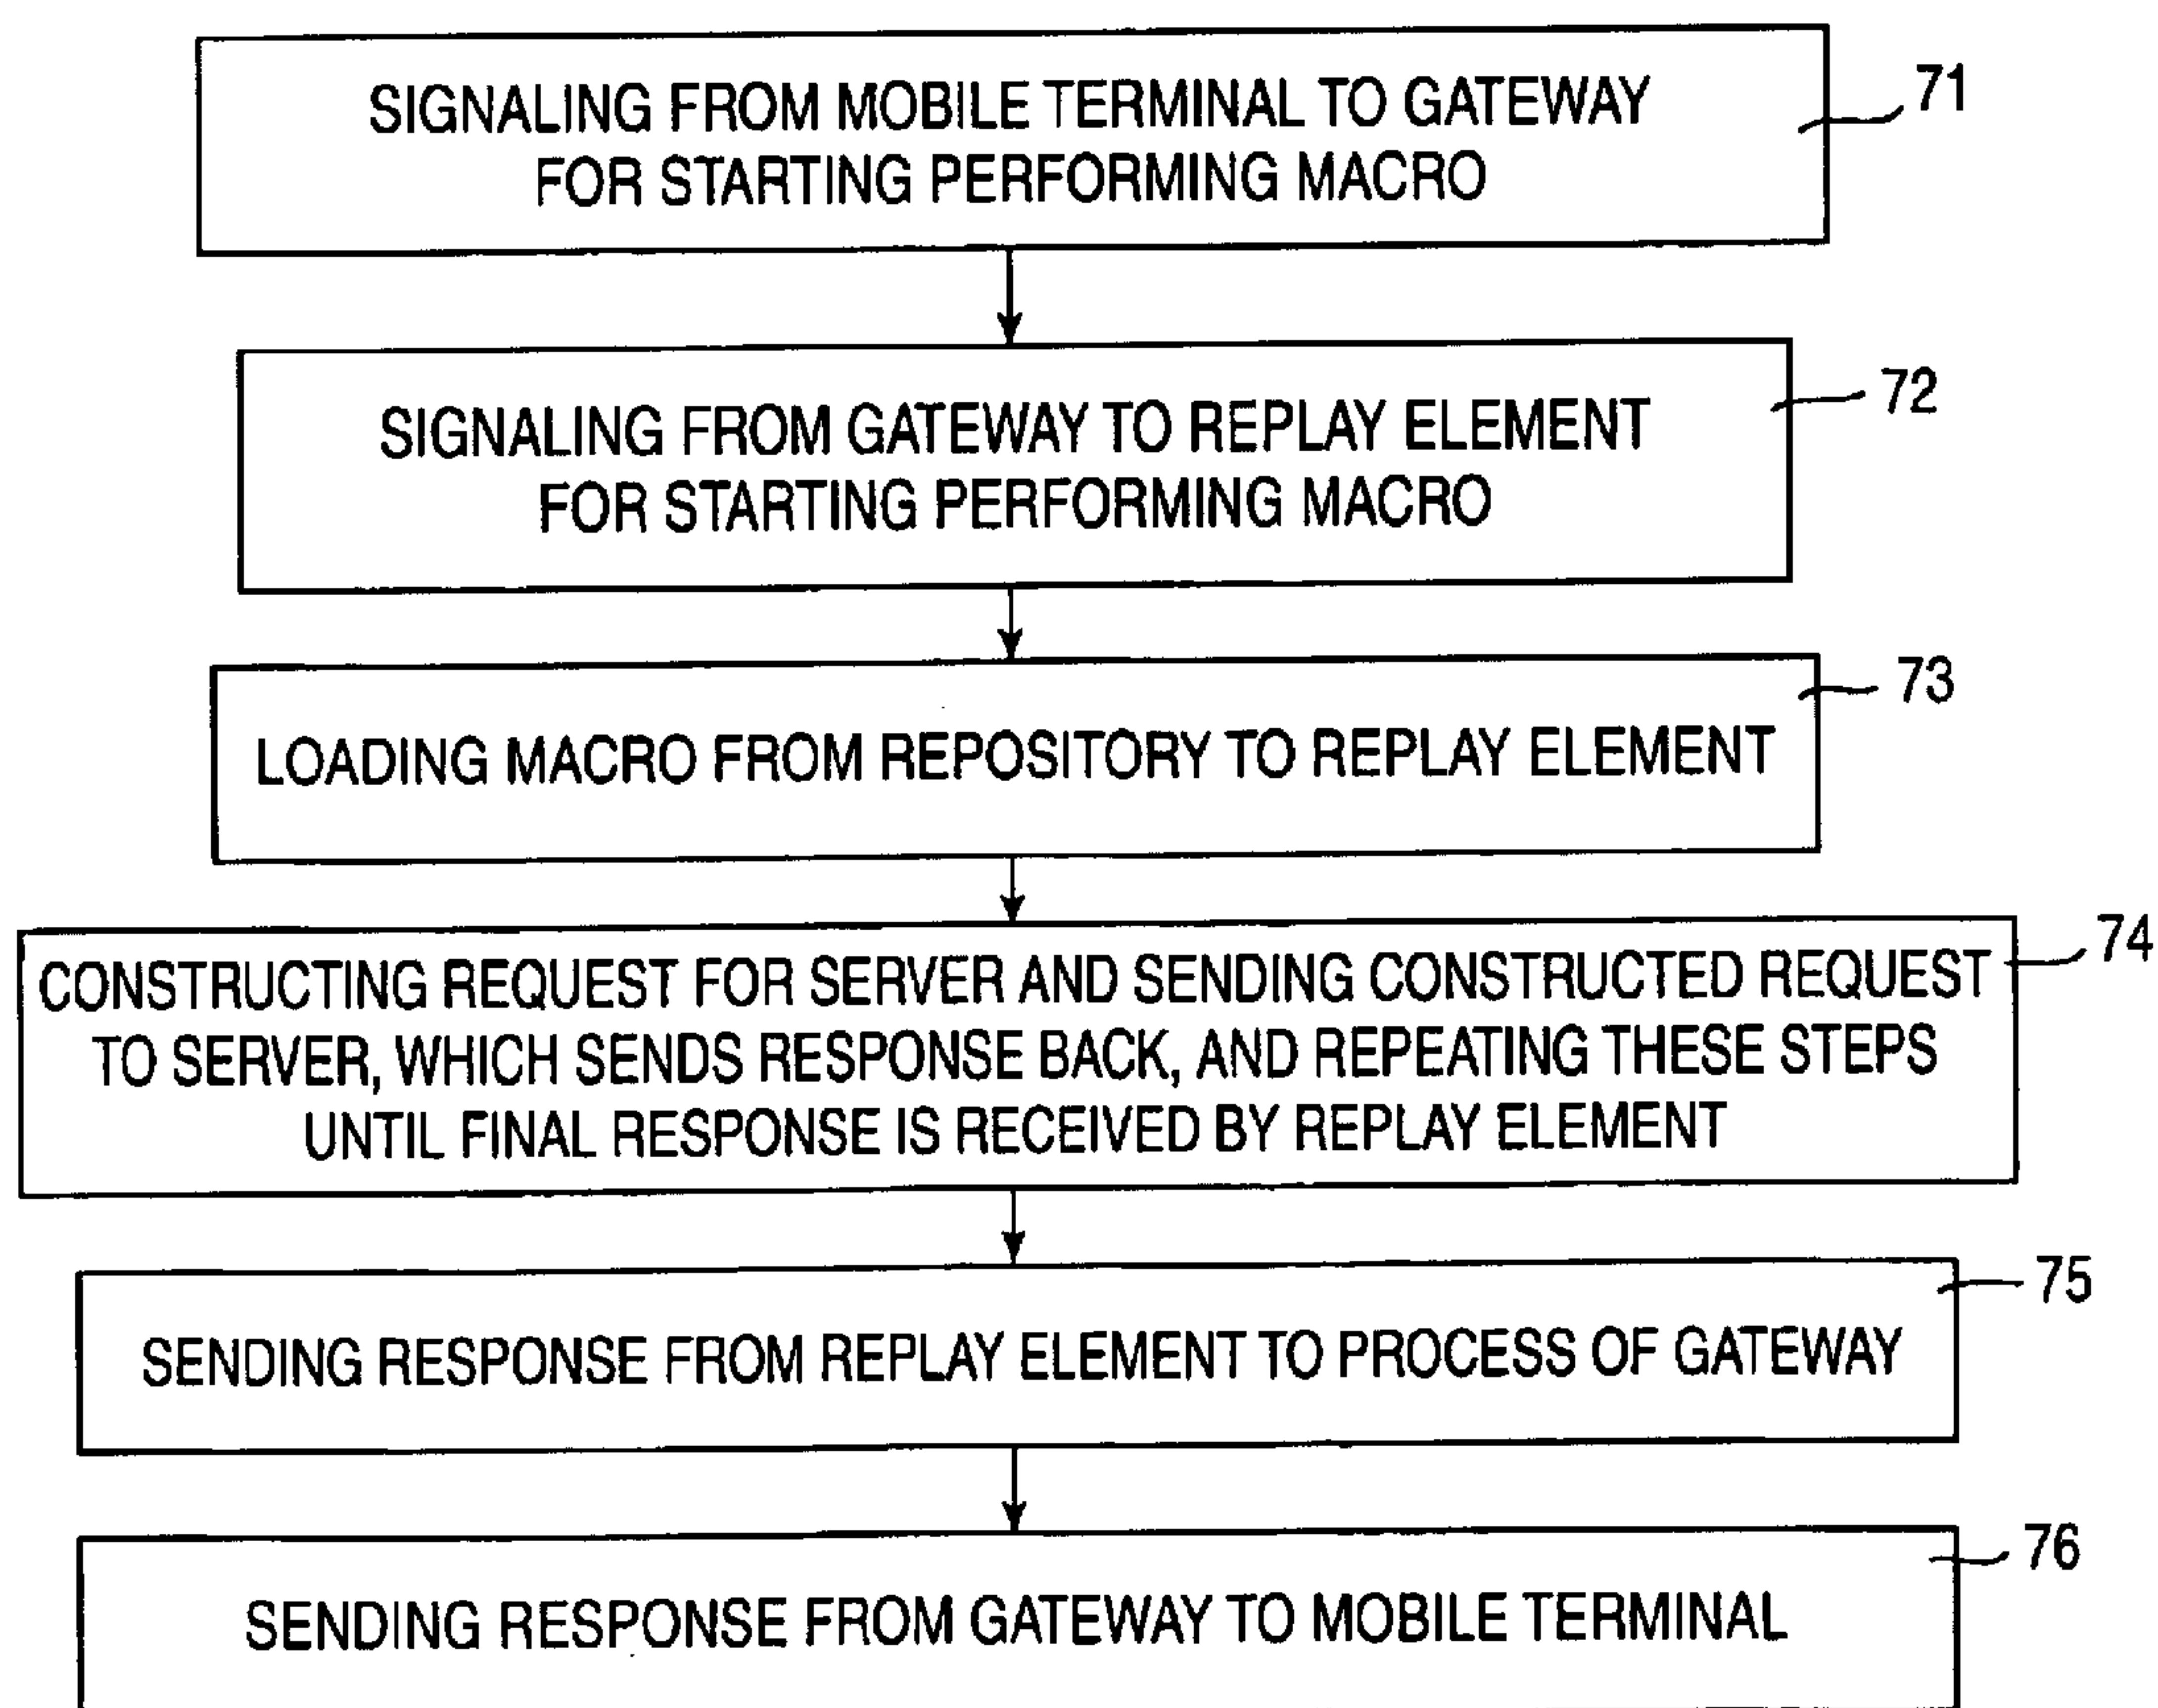 SIGNALING FROM MOBILE TERMINAL TO GATEWAY
FOR STARTING PERFORMING MACRO
71
SIGNALING FROM GATEWAY TO REPLAY ELEMENT
FOR STARTING PERFORMING MACRO
72
LOADING MACRO FROM REPOSITORY TO REPLAY ELEMENT
73
CONSTRUCTING REQUEST FOR SERVER AND SENDING CONSTRUCTED REQUEST
TO SERVER, WHICH SENDS RESPONSE BACK, AND REPEATING THESE STEPS
UNTIL FINAL RESPONSE IS RECEIVED BY REPLAY ELEMENT
74
SENDING RESPONSE FROM REPLAY ELEMENT TO PROCESS OF GATEWAY
75
SENDING RESPONSE FROM GATEWAY TO MOBILE TERMINAL
76